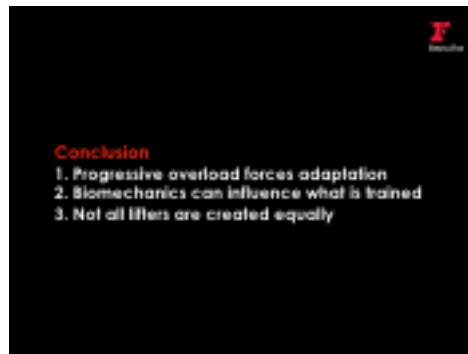 F
Conclusion
1. Progressive overload forces adaptation
2. Biomechanics can influence what is trained
3. Not all lifters are created equally